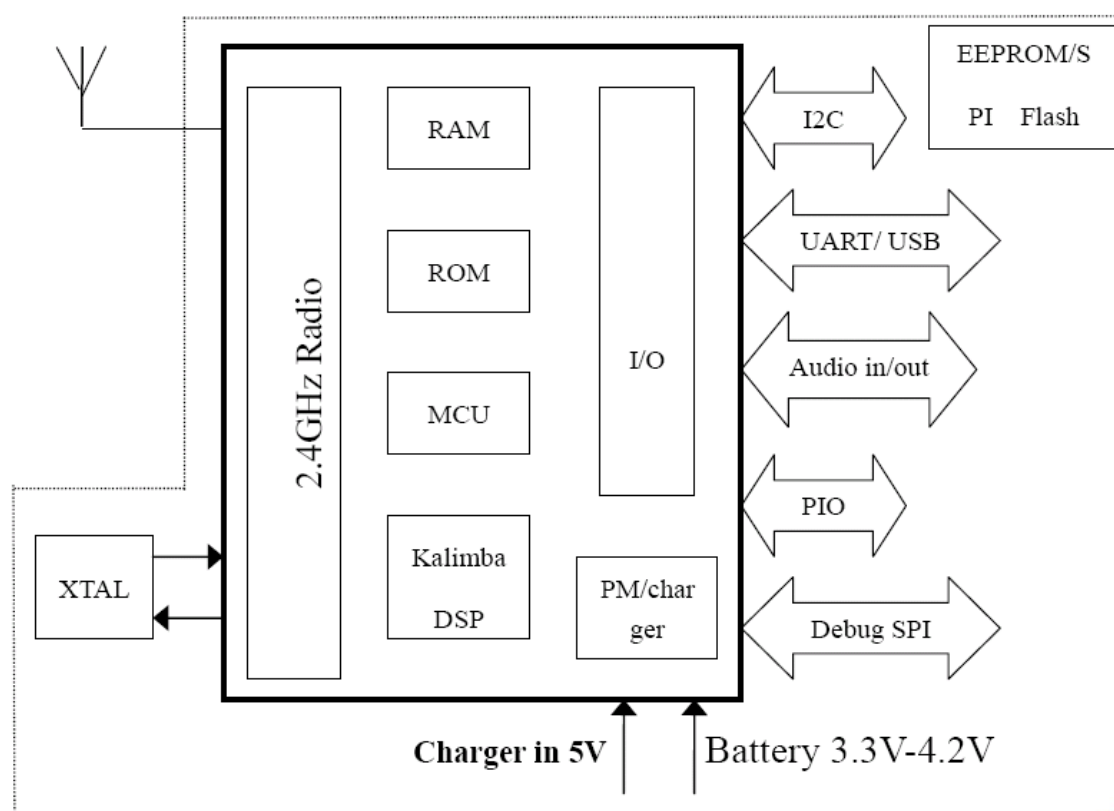 EEPROM/S
PI Flash
I2C
RAM
UART/ USB
ROM
2.4GHz Radio
I/O
Audio in/out
MCU
PIO
Kalimba
DSP
XTAL
PM/char
ger
Debug SPI
Charger in 5V
Battery 3.3V-4.2V